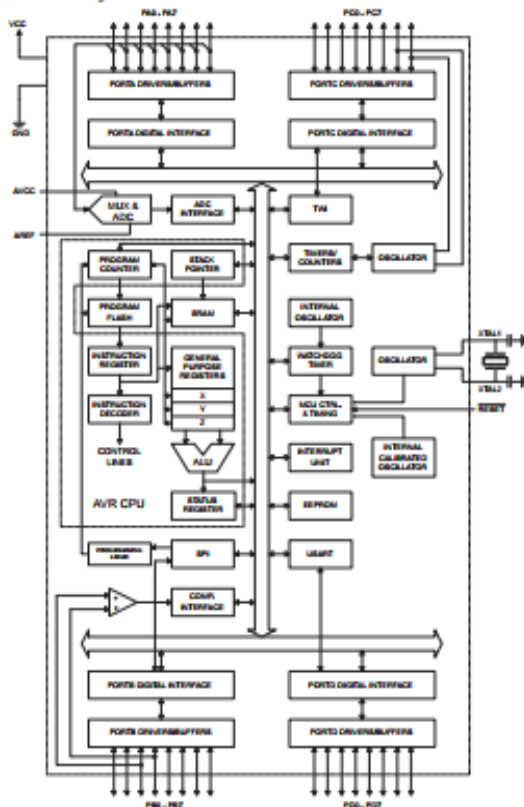 PA0 - PA7
PC0 - PC7
VCC
GND
PORTA DRIVERS/BUFFERS
PORTC DRIVERS/BUFFERS
PORTA DIGITAL INTERFACE
PORTC DIGITAL INTERFACE
AVCC
AREF
MUX &
ADC
ADC
INTERFACE
TWI
PROGRAM
COUNTER
STACK
POINTER
TIMERS/
COUNTERS
OSCILLATOR
PROGRAM
FLASH
SRAM
INTERNAL
OSCILLATOR
XTAL1
INSTRUCTION
REGISTER
GENERAL
PURPOSE
REGISTERS
WATCHDOG
TIMER
OSCILLATOR
XTAL2
X
Y
Z
INSTRUCTION
DECODER
MCU CTRL.
& TIMING
RESET
CONTROL
LINES
ALU
INTERRUPT
UNIT
INTERNAL
CALIBRATED
OSCILLATOR
AVR CPU
STATUS
REGISTER
EEPROM
PROGRAMMING
LOGIC
SPI
USART
+
-
COMP.
INTERFACE
PORTB DIGITAL INTERFACE
PORTD DIGITAL INTERFACE
PORTB DRIVERS/BUFFERS
PORTD DRIVERS/BUFFERS